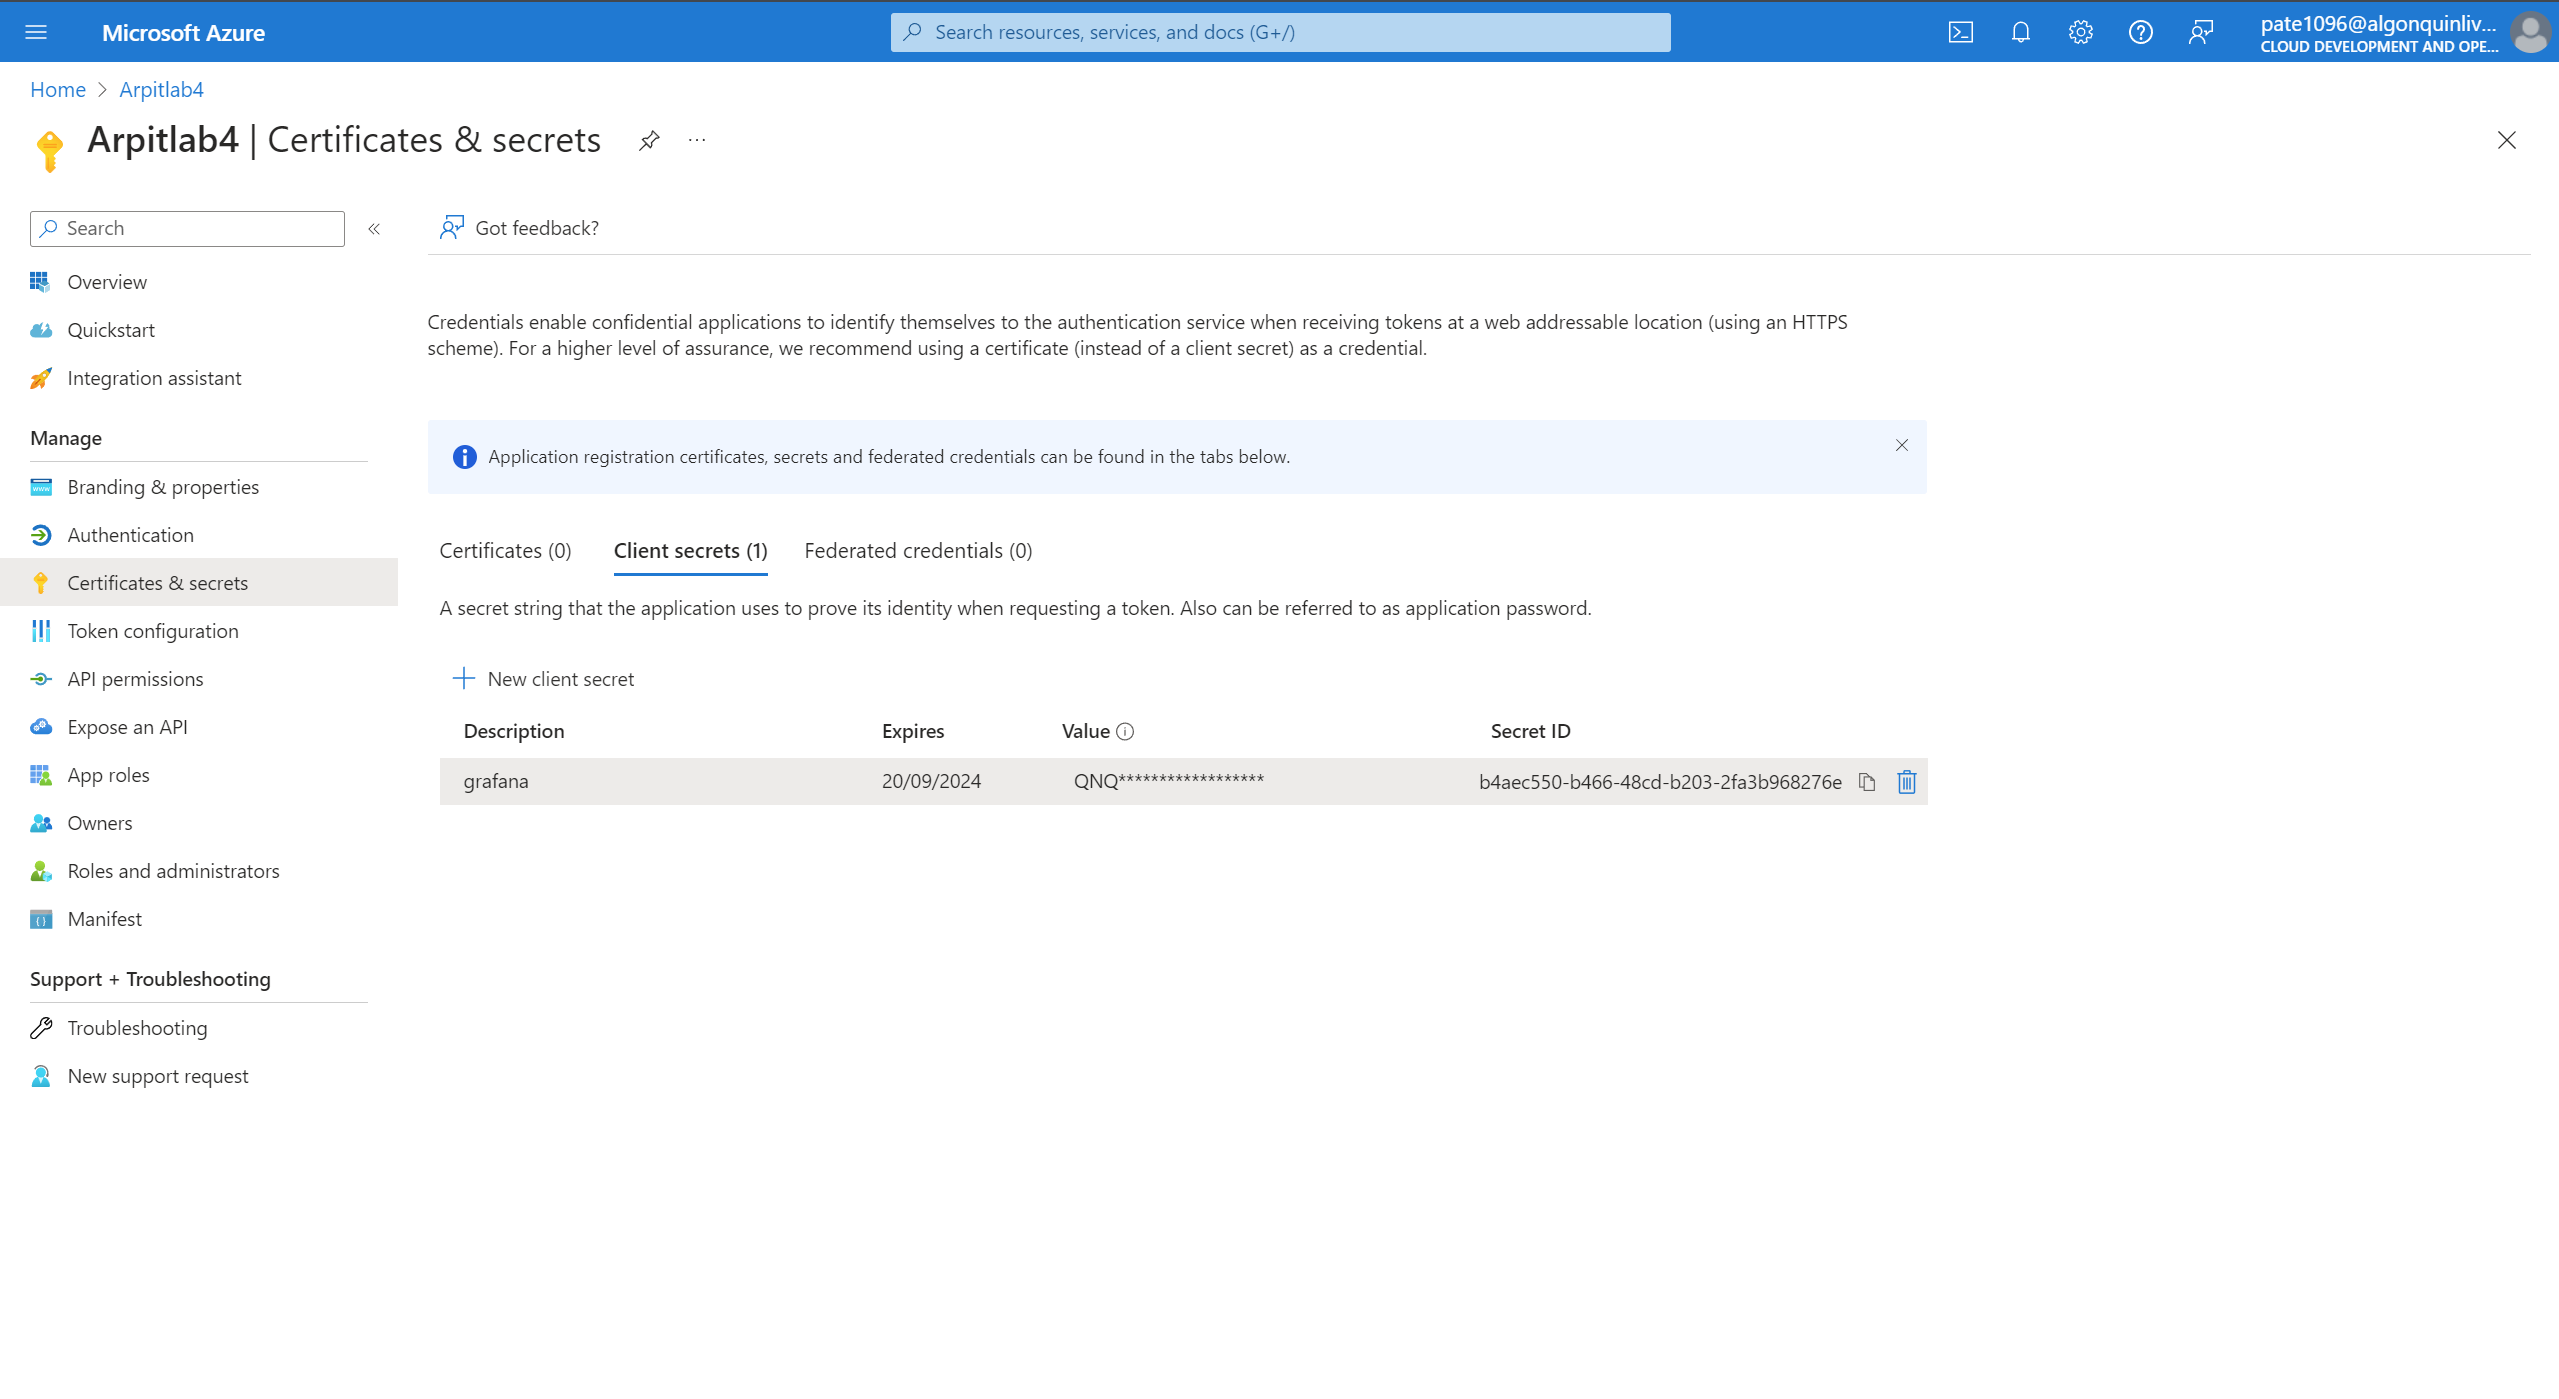 Microsoft Azure
Search resources, services, and docs (G+/)
pate1096@algonquinliv...
CLOUD DEVELOPMENT AND OPE...
Home > Arpitlab4
Arpitlab4 | Certificates & secrets
...
Search
Got feedback?
Overview
Quickstart
Integration assistant
Manage
Branding & properties
Authentication
Certificates & secrets
Token configuration
API permissions
Expose an API
App roles
Owners
Roles and administrators
Manifest
Support + Troubleshooting
Troubleshooting
New support request
Credentials enable confidential applications to identify themselves to the authentication service when receiving tokens at a web addressable location (using an HTTPS
scheme). For a higher level of assurance, we recommend using a certificate (instead of a client secret) as a credential.
Application registration certificates, secrets and federated credentials can be found in the tabs below.
Certificates (0) Client secrets (1) Federated credentials (0)
A secret string that the application uses to prove its identity when requesting a token. Also can be referred to as application password.
New client secret
Description Expires Value Secret ID
grafana 20/09/2024 QNQ****************** b4aec550-b466-48cd-b203-2fa3b968276e